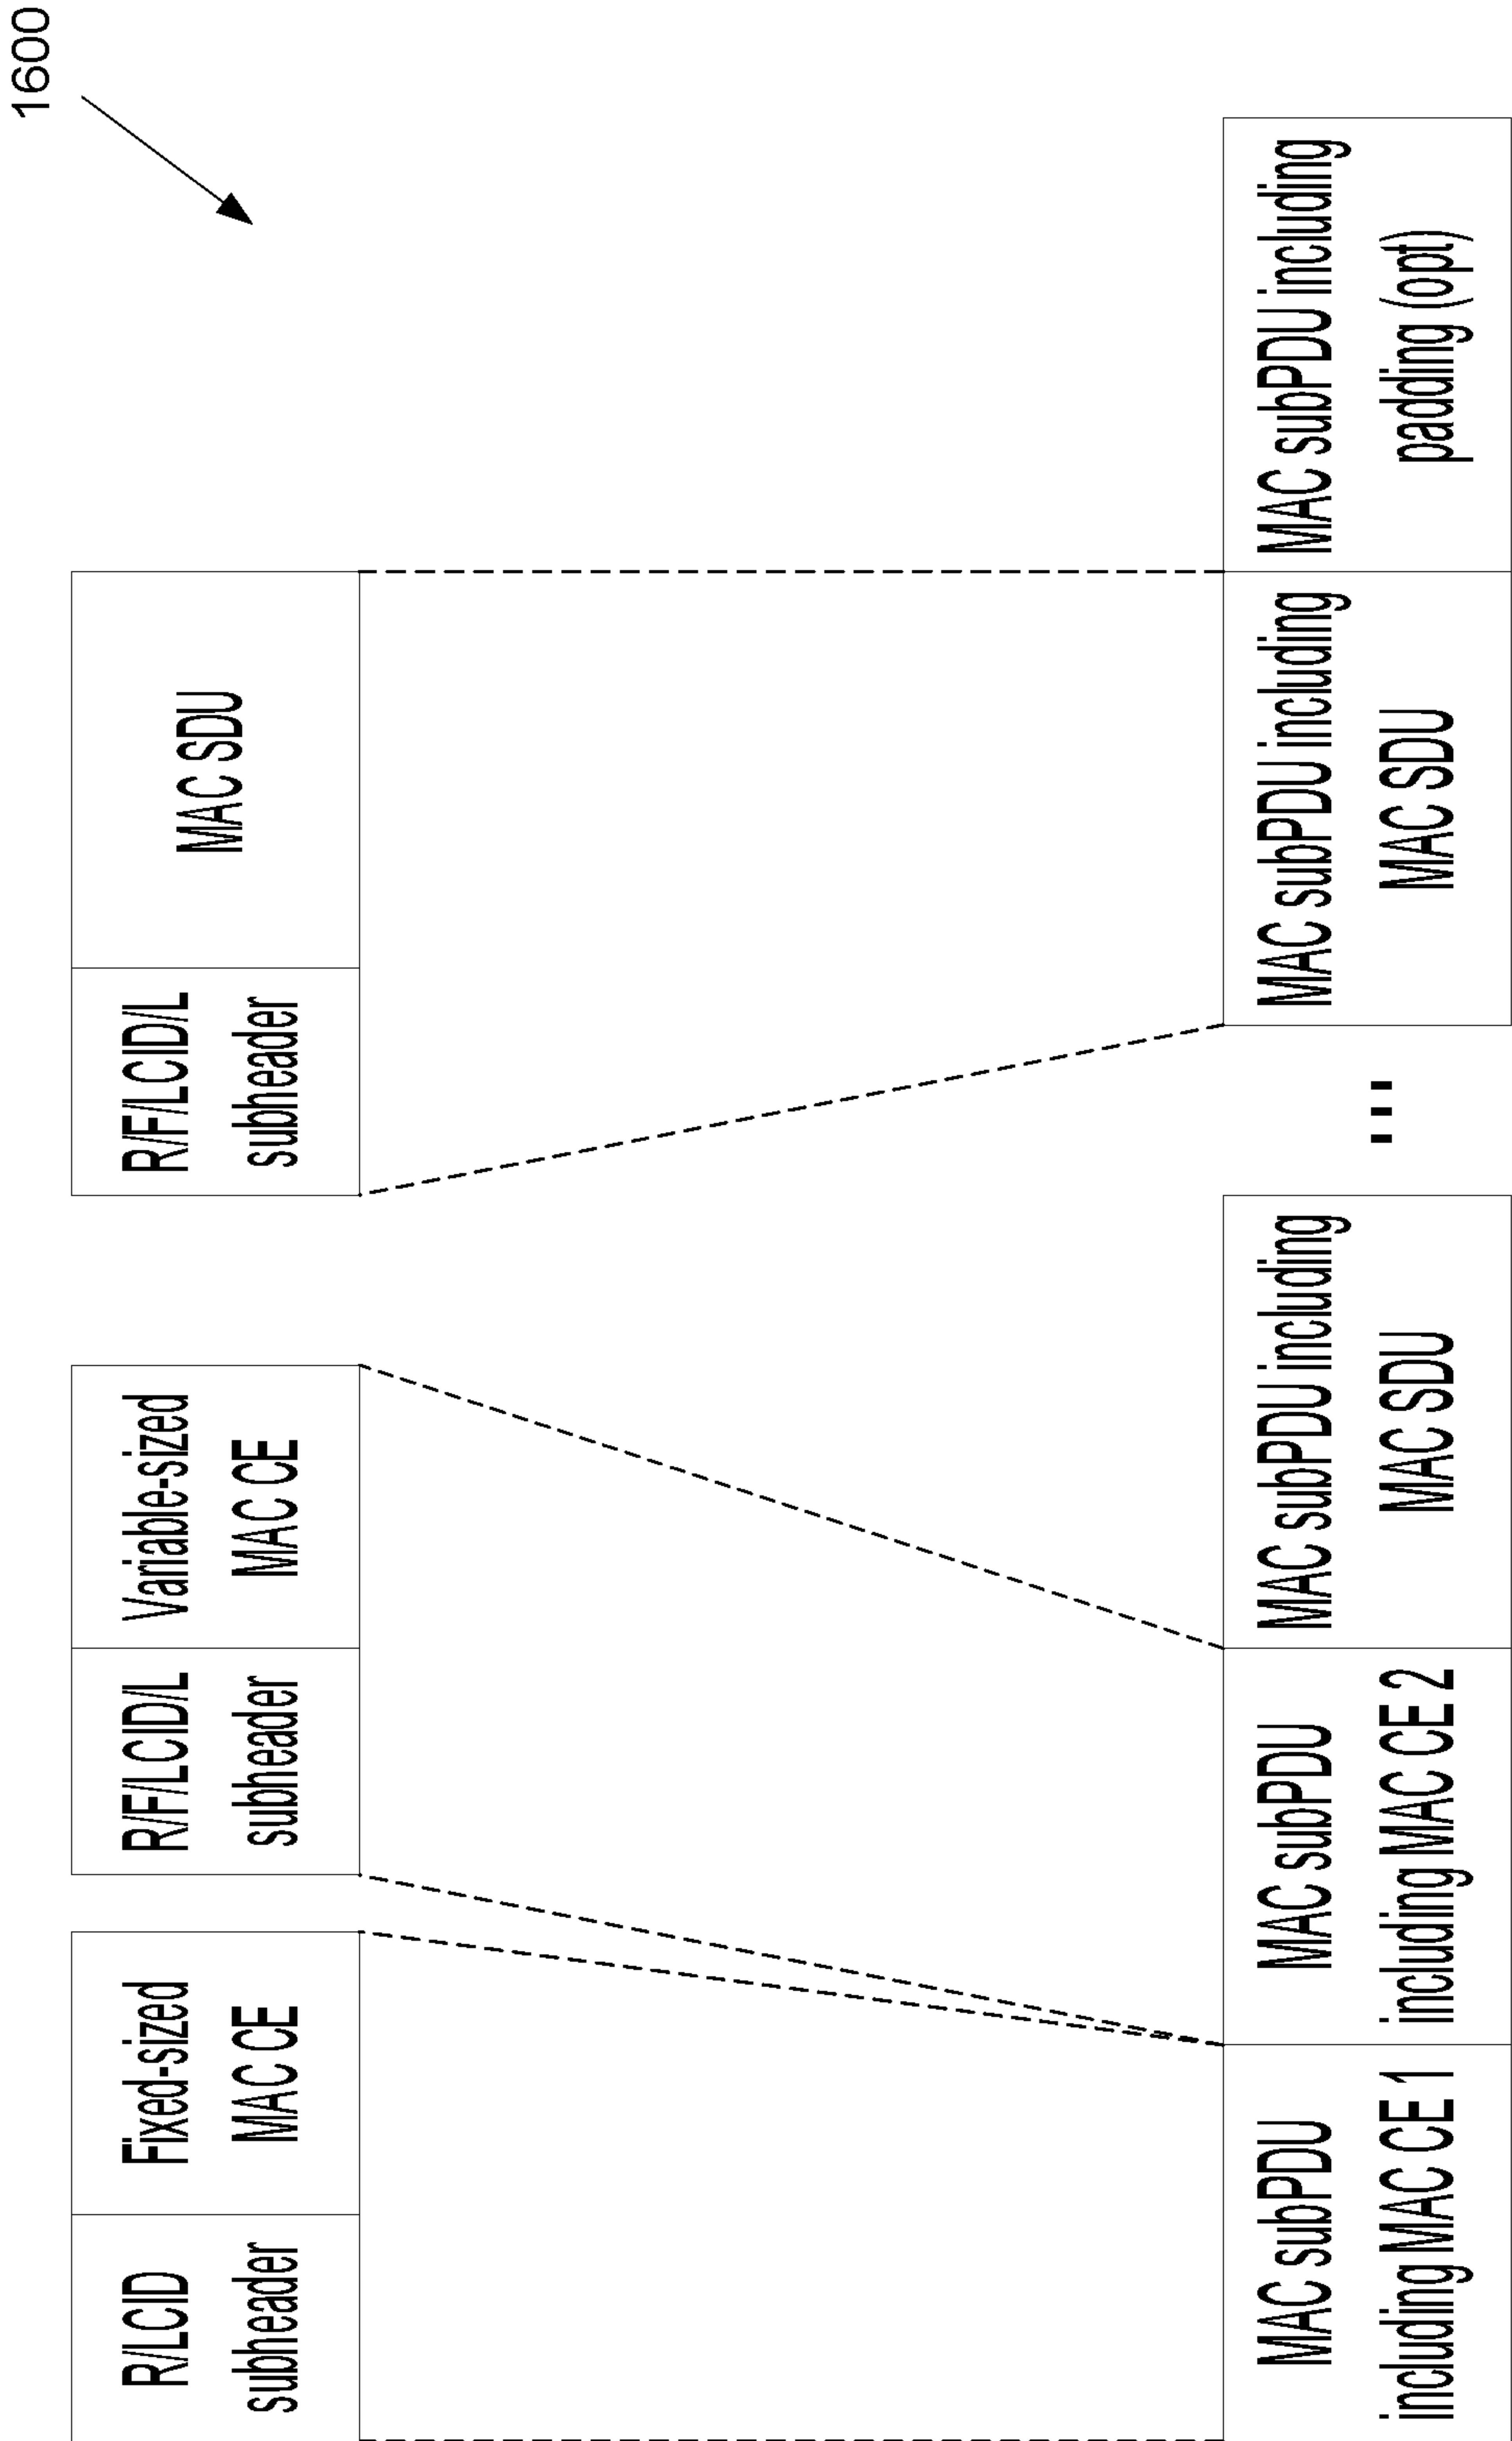 1600
R/LCID
subheader
Fixed-sized
MAC CE
R/F/LCID/L
subheader
Variable-sized
MAC CE
R/F/LCID/L
subheader
MAC SDU
MAC subPDU
including MAC CE 1
MAC subPDU
including MAC CE 2
MAC subPDU including
MAC SDU
...
MAC subPDU including
MAC SDU
MAC subPDU including
padding (opt)